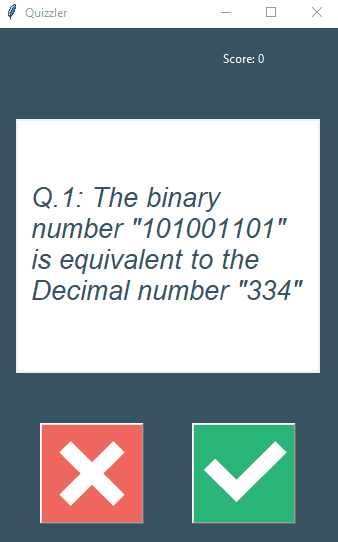 Quizzler
Score: 0
Q.1: The binary
number "101001101"
is equivalent to the
Decimal number "334"